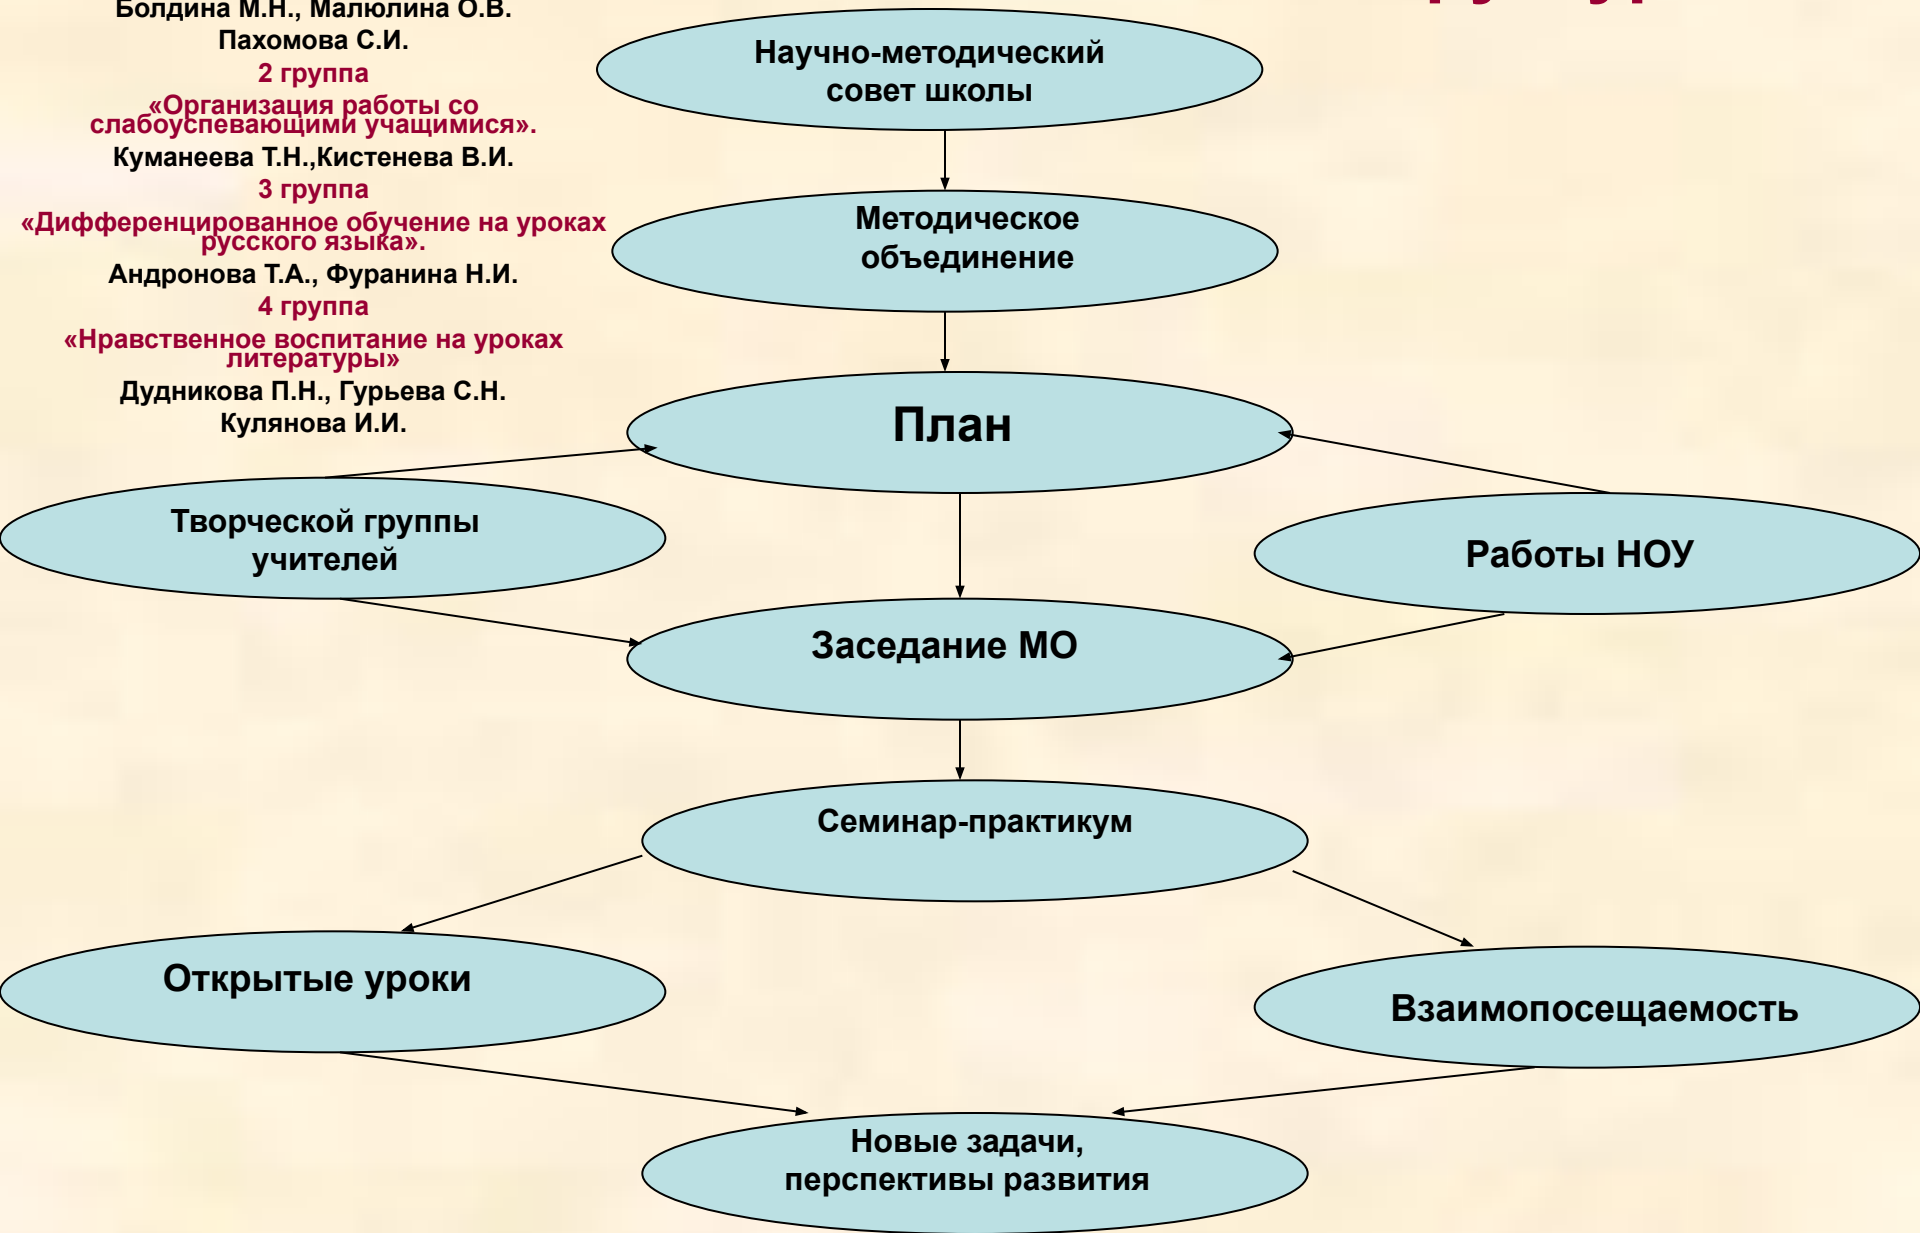 Болдина М.Н., Малюлина О.В.
Пахомова С.И.
2 группа
«Организация работы со
слабоуспевающими учащимися».
Куманеева Т.Н.,Кистенева В.И.
3 группа
«Дифференцированное обучение на уроках
русского языка».
Андронова Т.А., Фуранина Н.И.
4 группа
«Нравственное воспитание на уроках
литературы»
Дудникова П.Н., Гурьева С.Н.
Кулянова И.И.
Научно-методический
совет школы
Методическое
объединение
План
Творческой группы
учителей
Работы НОУ
Заседание МО
Семинар-практикум
Открытые уроки
Взаимопосещаемость
Новые задачи,
перспективы развития